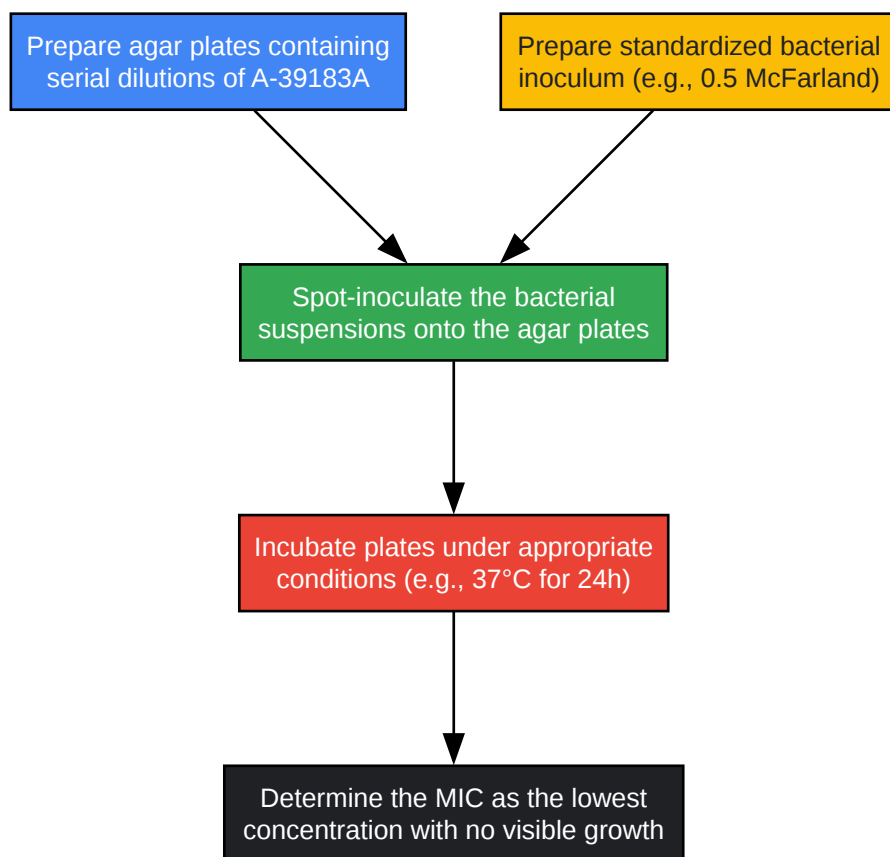 Prepare agar plates containing
serial dilutions of A-39183A
Prepare standardized bacterial
inoculum (e.g., 0.5 McFarland)
Spot-inoculate the bacterial
suspensions onto the agar plates
Incubate plates under appropriate
conditions (e.g., 37°C for 24h)
Determine the MIC as the lowest
concentration with no visible growth